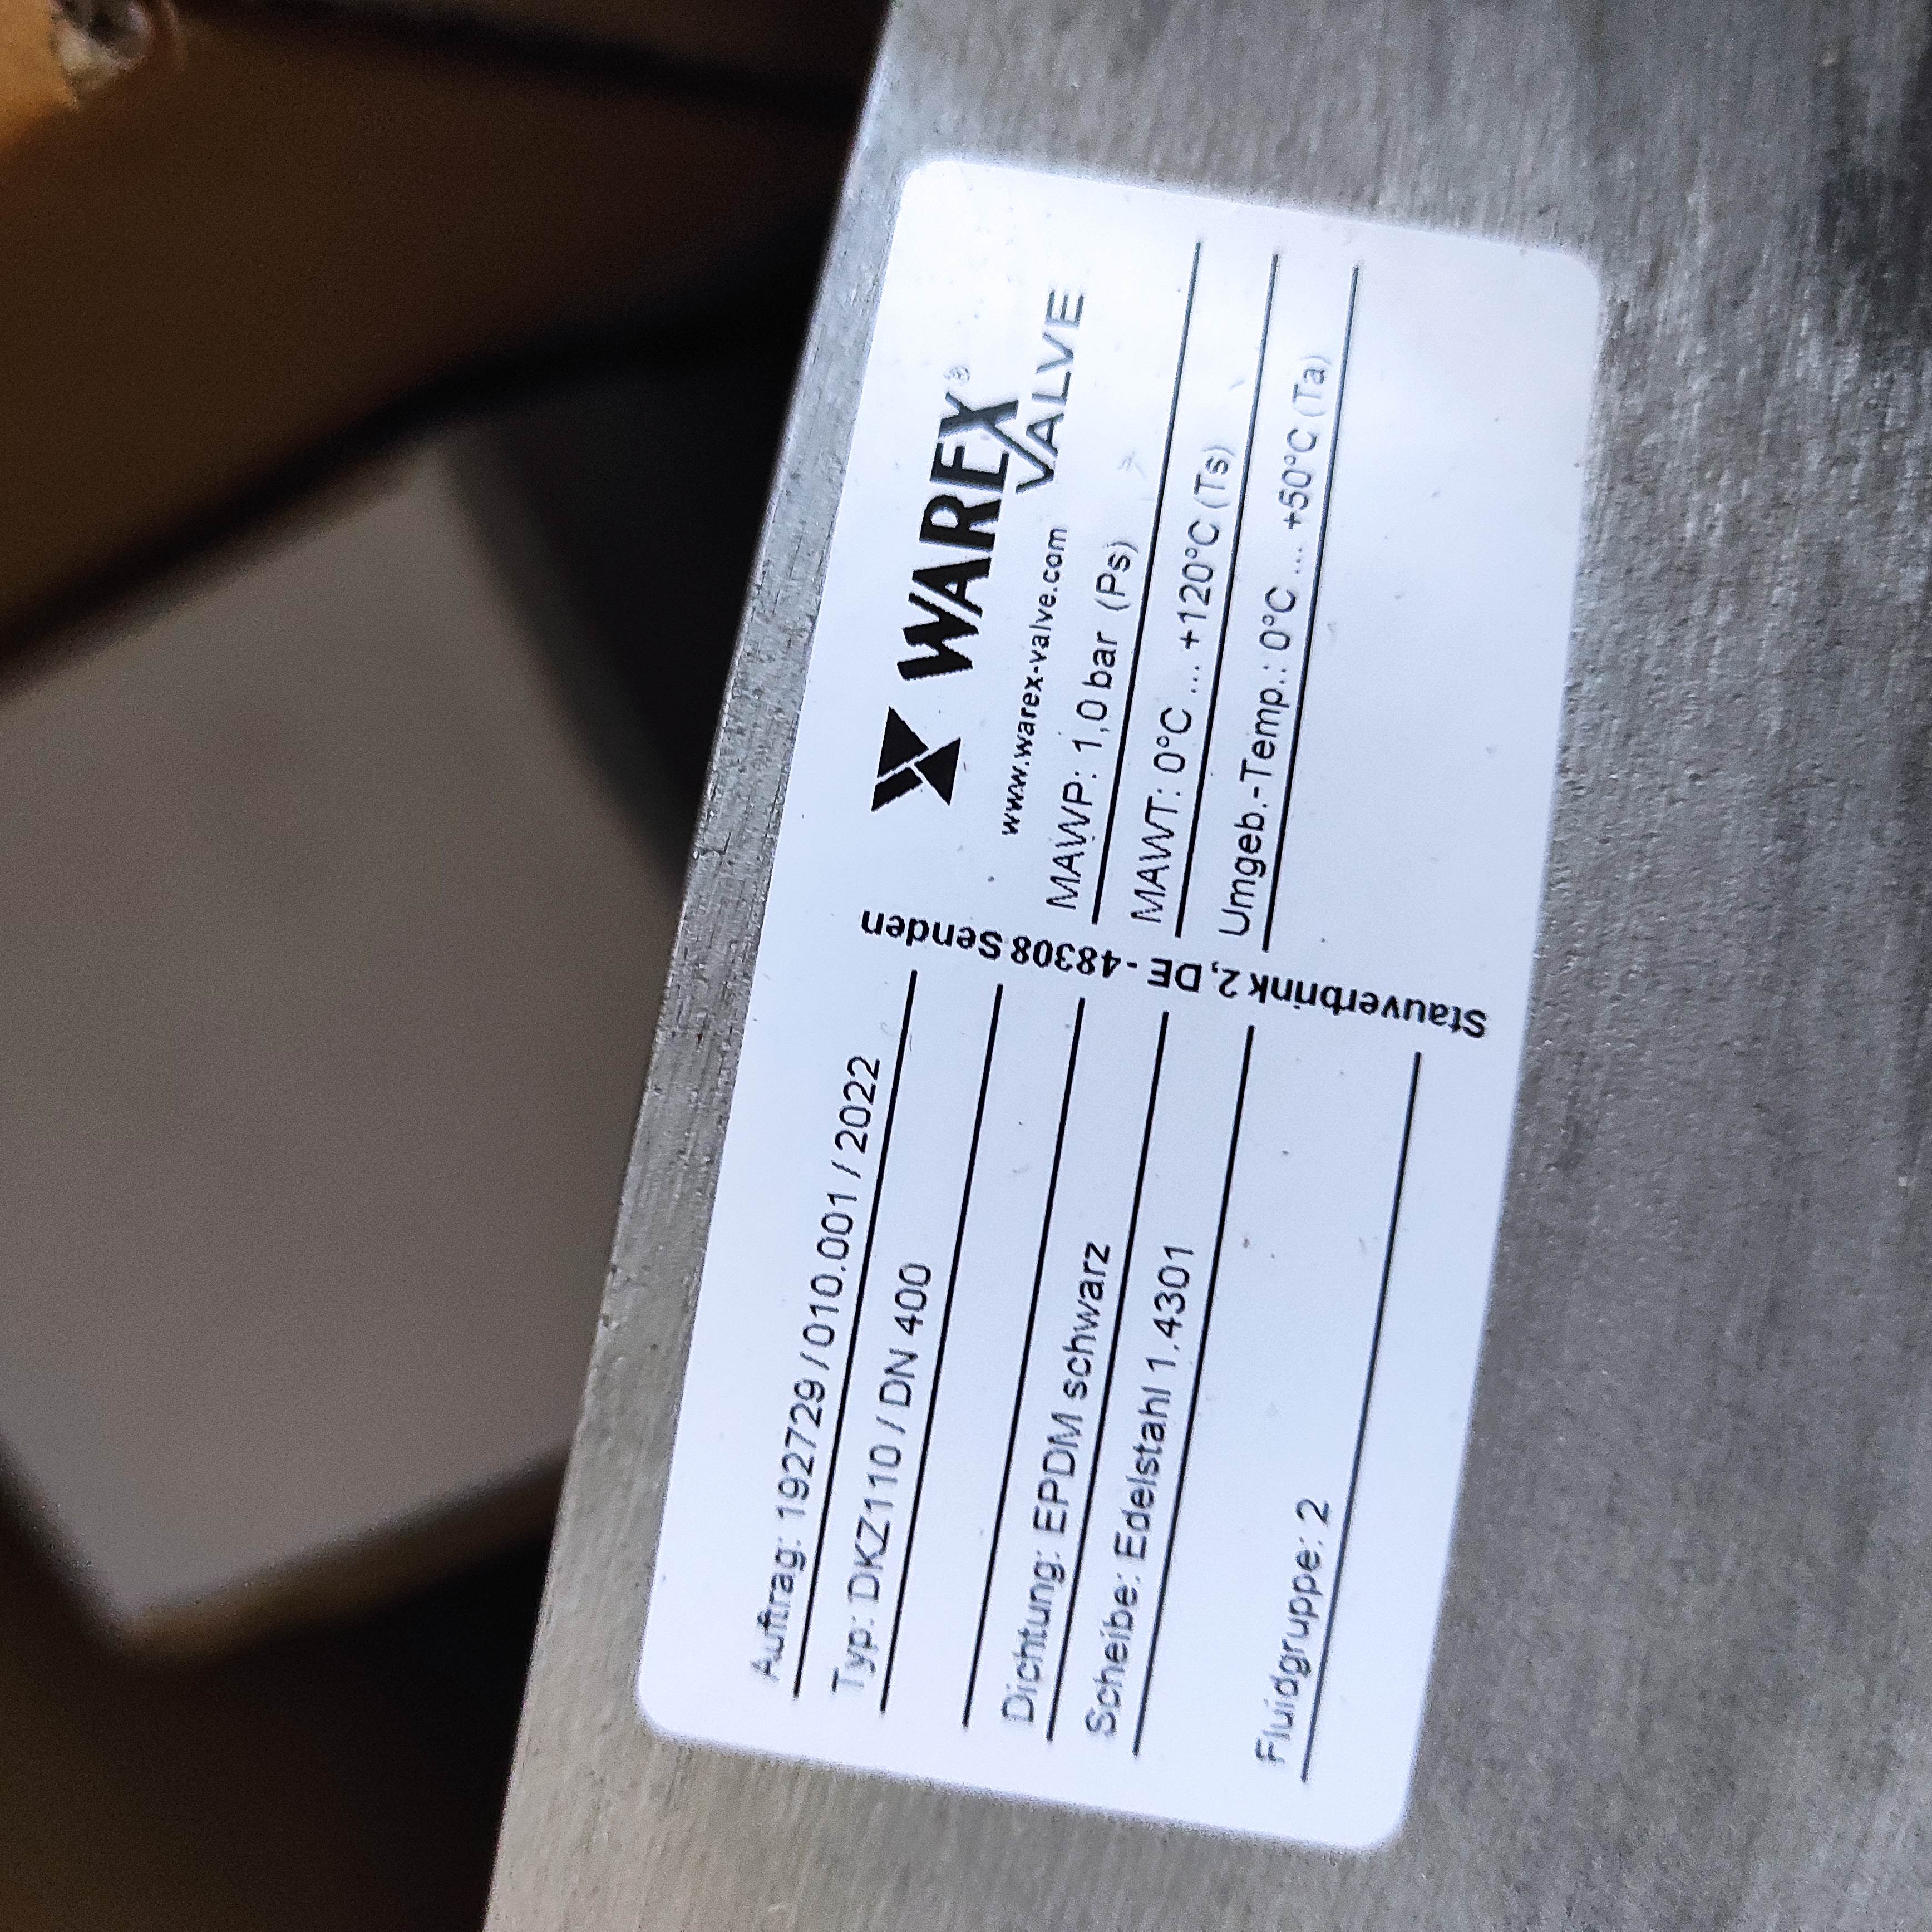 Auftrag: 192729 / 010.001 / 2022
Typ: DKZ110 / DN 400
Dichtung: EPDM schwarz
Scheibe: Edelstahl 1.4301
Fluidgruppe: 2
Stauverbrink 2, DE - 48308 Senden
WAREX®
VALVE
www.warex-valve.com
MAWP: 1,0 bar (Ps)
MAWT: 0°C .... +120°C (Ts)
Umgeb.-Temp.: 0°C .... +50°C (Ta)